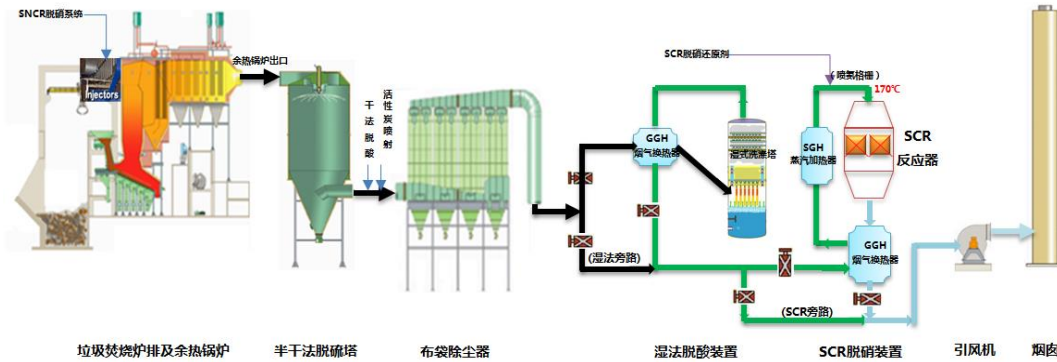 SNCR脱硝系统
Injectors
余热锅炉出口
干法脱酸
活性炭喷射
GGH
烟气换热器
湿式洗涤塔
SCR脱硝还原剂
(喷氨格栅)
170℃
SGH
蒸汽加热器
SCR
反应器
GGH
烟气换热器
(湿法旁路)
(SCR旁路)
垃圾焚烧炉排及余热锅炉
半干法脱硫塔
布袋除尘器
湿法脱酸装置
SCR脱硝装置
引风机
烟囱